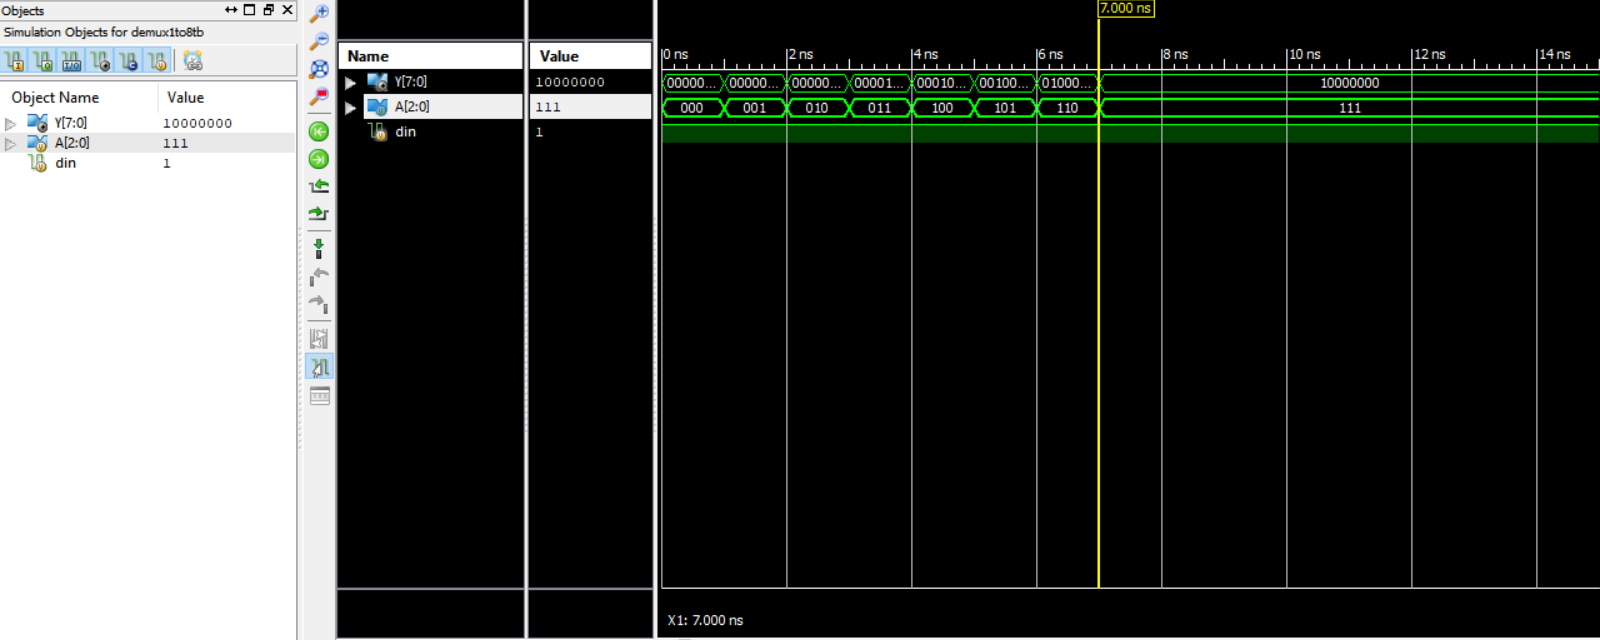 Objects
Simulation Objects for demux1to8tb
Object Name Value
Y[7:0] 10000000
A[2:0] 111
din 1
7.000 ns
Name Value
0 ns 2 ns 4 ns 6 ns 8 ns 10 ns 12 ns 14 ns
Y[7:0] 10000000 00000... 00000... 00000... 00001... 00010... 00100... 01000... 10000000
A[2:0] 111 000 001 010 011 100 101 110 111
din 1
X1: 7.000 ns